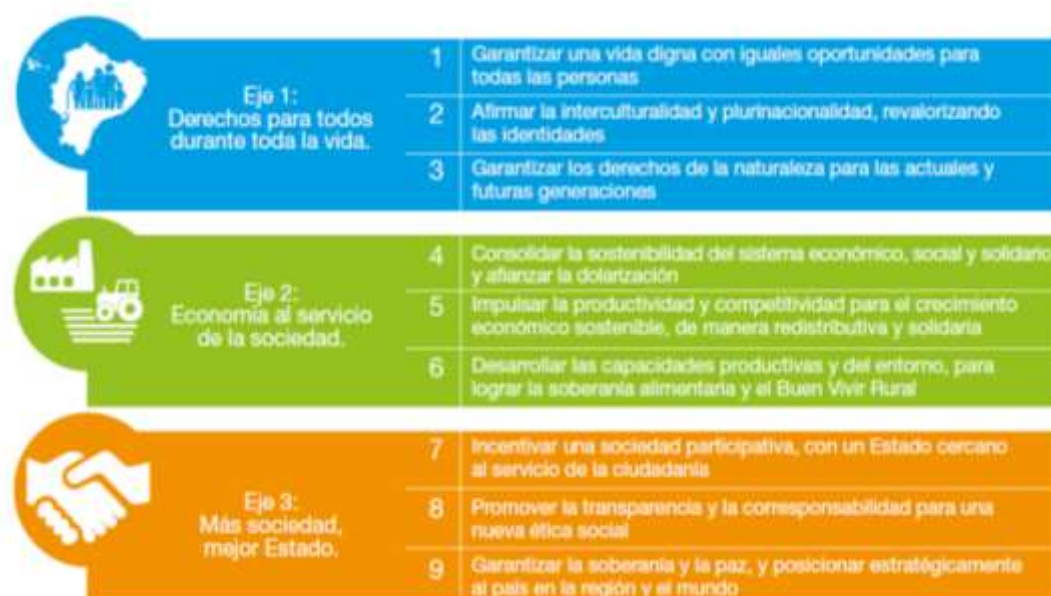 Eje 1:
Derechos para todos
durante toda la vida.
1 Garantizar una vida digna con iguales oportunidades para
todas las personas
2 Afirmar la interculturalidad y plurinacionalidad, revalorizando
las identidades
3 Garantizar los derechos de la naturaleza para las actuales y
futuras generaciones
Eje 2:
Economía al servicio
de la sociedad.
4 Consolidar la sostenibilidad del sistema económico, social y solidario
y afianzar la dolarización
5 Impulsar la productividad y competitividad para el crecimiento
económico sostenible, de manera redistributiva y solidaria
6 Desarrollar las capacidades productivas y del entorno, para
lograr la soberanía alimentaria y el Buen Vivir Rural
Eje 3:
Más sociedad,
mejor Estado.
7 Incentivar una sociedad participativa, con un Estado cercano
al servicio de la ciudadanía
8 Promover la transparencia y la corresponsabilidad para una
nueva ética social
9 Garantizar la soberanía y la paz, y posicionar estratégicamente
al país en la región y el mundo